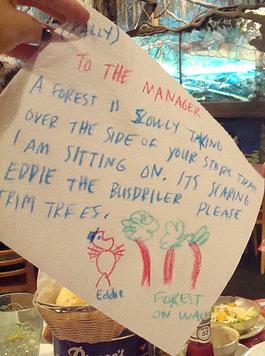 (REALLY)
TO THE MANAGER
A FOREST IS SLOWLY TAKING
OVER THE SIDE OF YOUR STORE THAT
I AM SITTING ON. ITS SCARING
EDDIE THE BUSDRILER PLEASE
TRIM TREES.
Eddie
FOREST
ON WALL